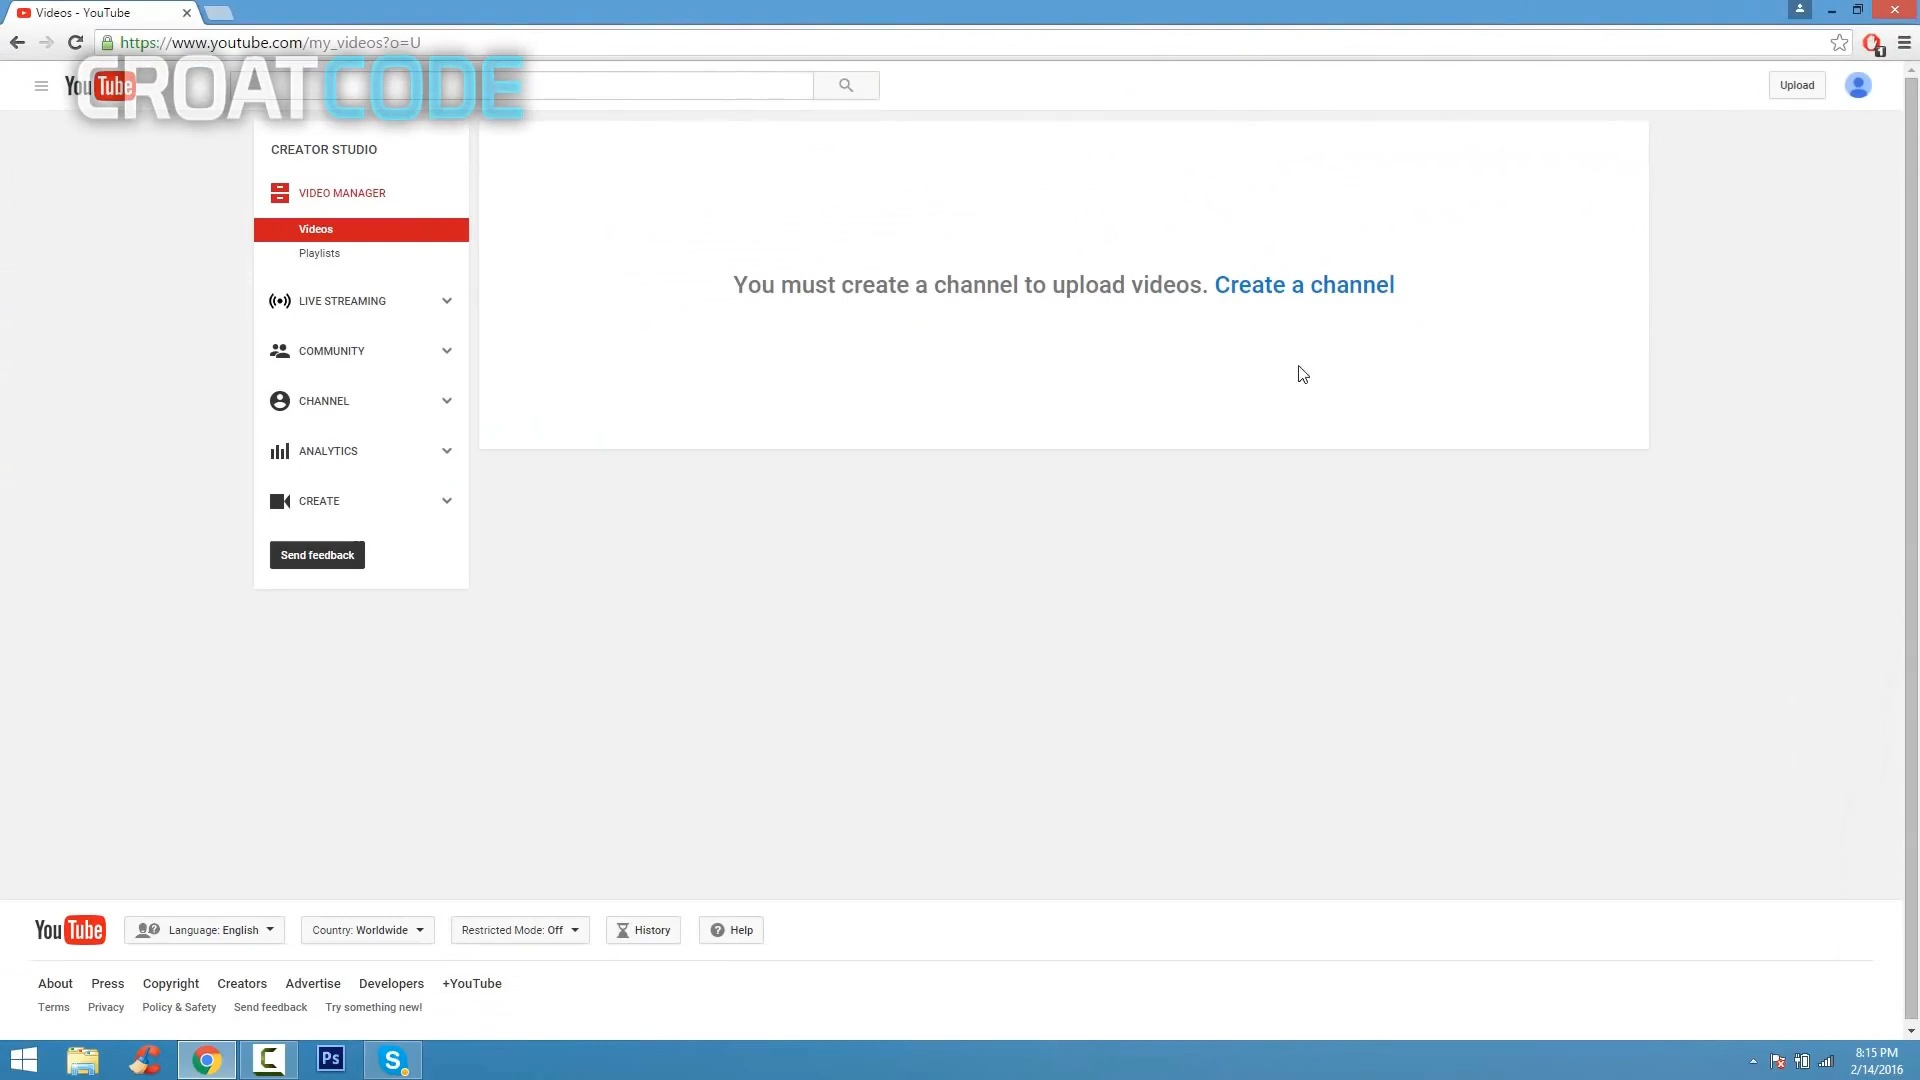 Videos - YouTube
https://www.youtube.com/my_videos?o=U
YouTube
CROATCODE
Upload
CREATOR STUDIO
VIDEO MANAGER
Videos
Playlists
LIVE STREAMING
COMMUNITY
CHANNEL
ANALYTICS
CREATE
Send feedback
You must create a channel to upload videos. Create a channel
YouTube Language: English Country: Worldwide Restricted Mode: Off History Help
About Press Copyright Creators Advertise Developers +YouTube
Terms Privacy Policy & Safety Send feedback Try something new!
Ps
8:15 PM
2/14/2016